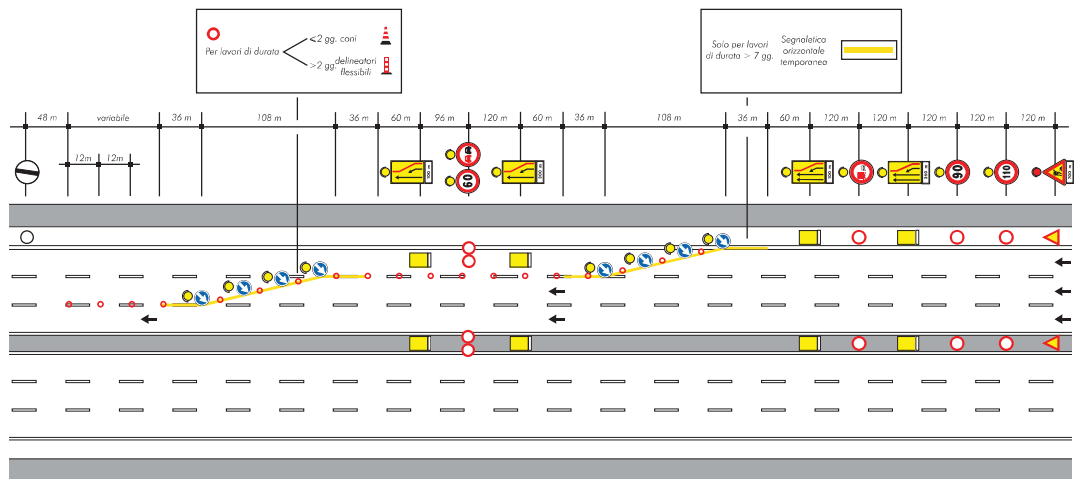 Per lavori di durata
⩽2 gg. coni
>2 gg. delineatori
flessibili
Solo per lavori
di durata > 7 gg.
Segnaletica
orizzontale
temporanea
48 m variabile 36 m 108 m 36 m 60 m 96 m 120 m 60 m 36 m 108 m 36 m 60 m 120 m 120 m 120 m 120 m 120 m
12m 12m
60
90
110